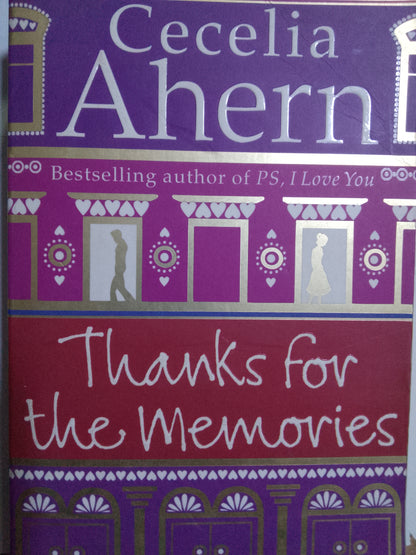 Cecelia
Ahern
Bestselling author of PS, I Love You
Thanks for
the Memories